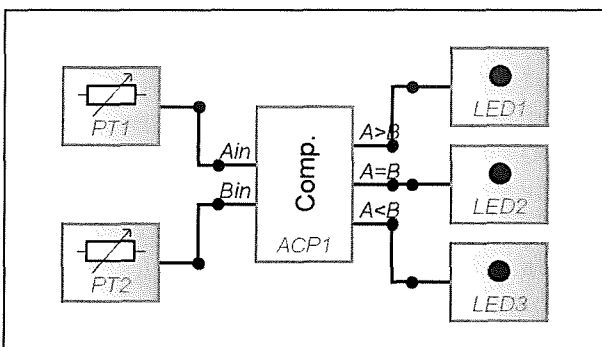 PT1
PT2
Ain
Bin
Comp.
ACP1
A>B
A=B
A<B
LED1
LED2
LED3